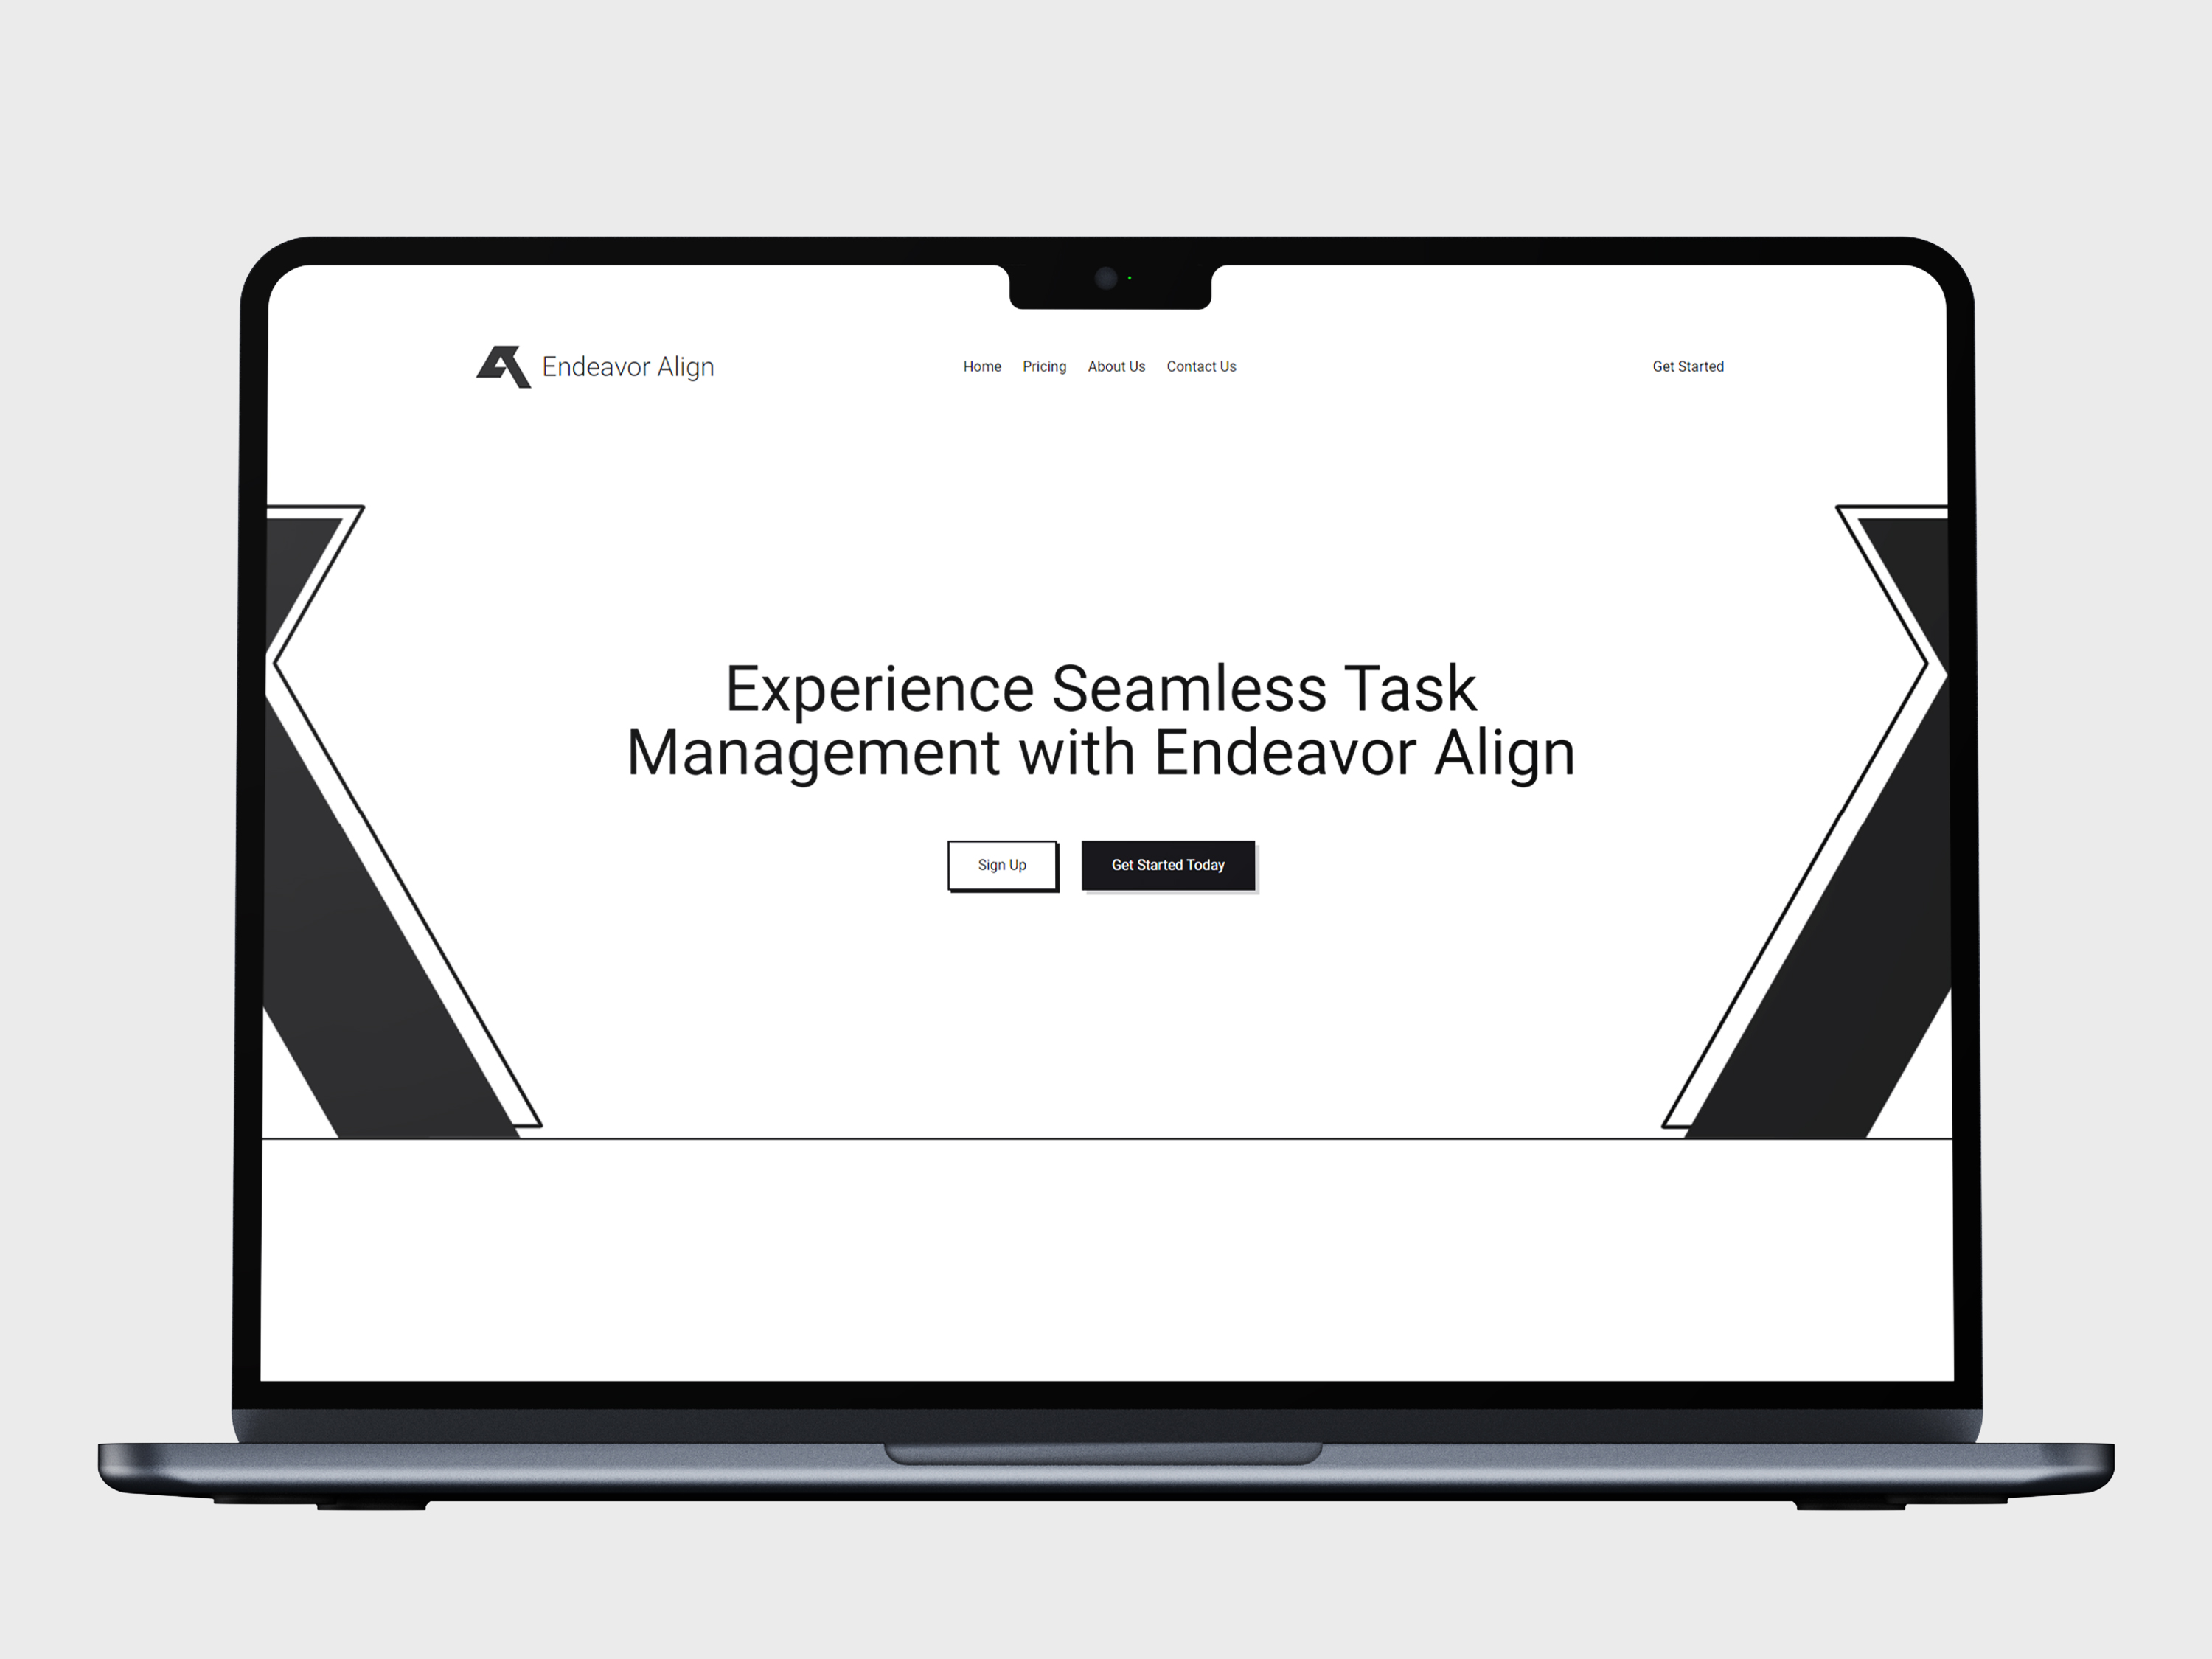 Endeavor Align
Home Pricing About Us Contact Us
Get Started
Experience Seamless Task
Management with Endeavor Align
Sign Up
Get Started Today